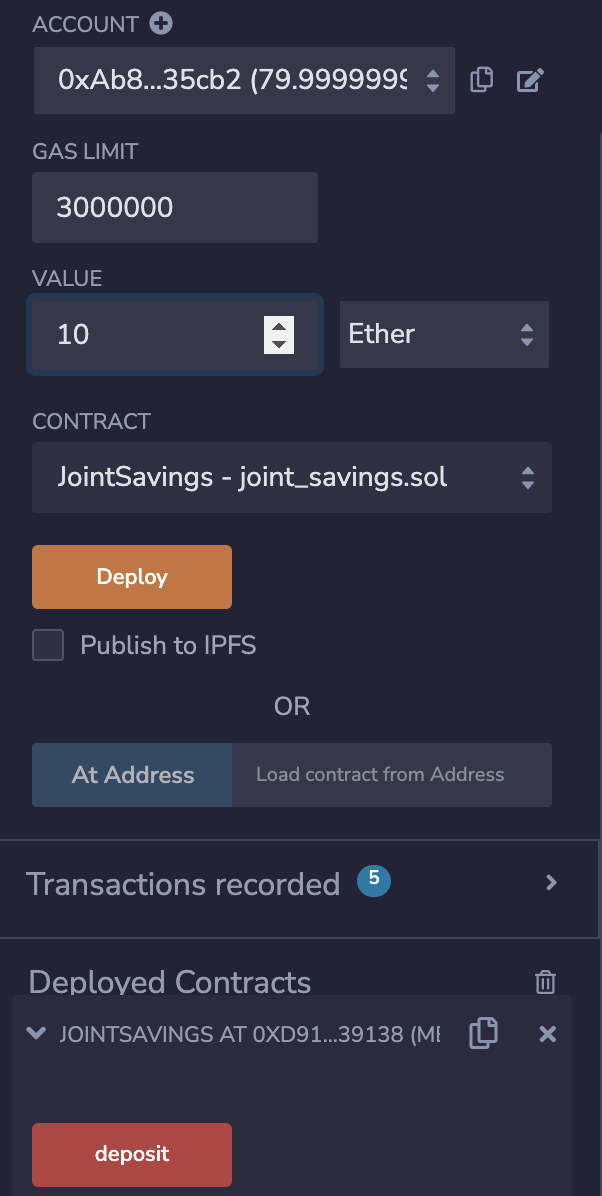 ACCOUNT
0xAb8...35cb2 (79.9999999
GAS LIMIT
3000000
VALUE
10
Ether
CONTRACT
JointSavings - joint_savings.sol
Deploy
Publish to IPFS
OR
At Address
Load contract from Address
Transactions recorded 5
Deployed Contracts
JOINTSAVINGS AT 0XD91...39138 (ME
deposit